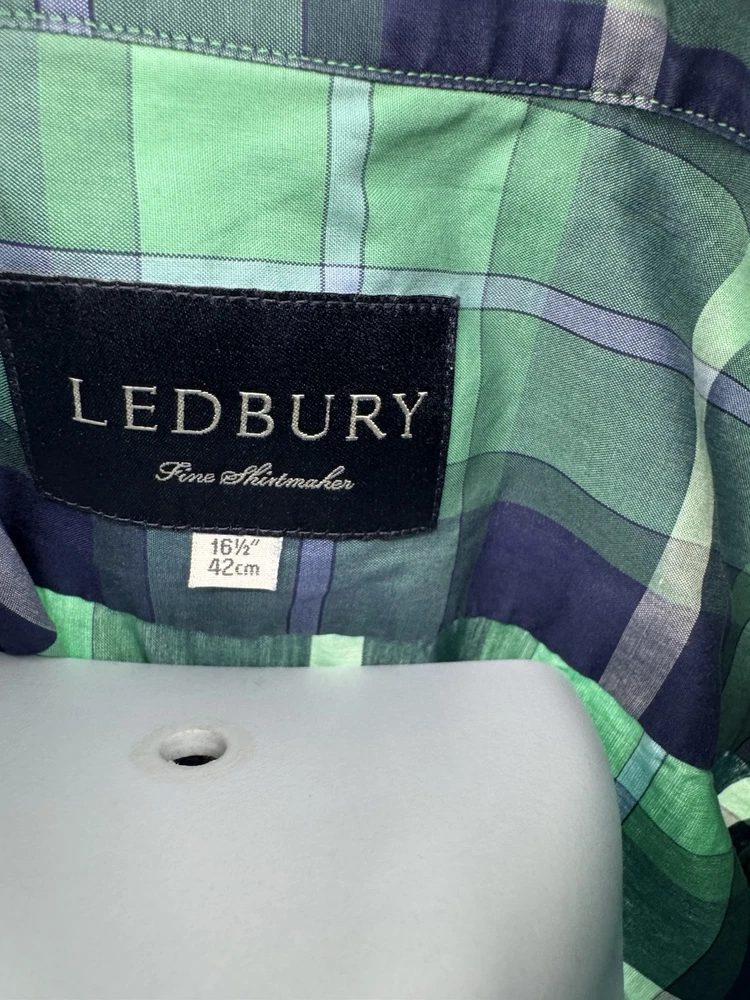 LEDBURY
Fine Shirtmaker
16½"
42cm